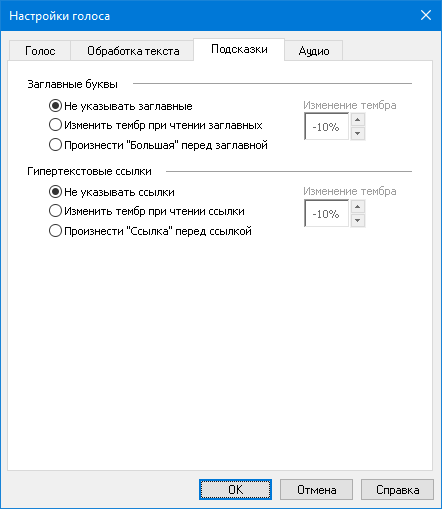 Настройки голоса
Голос Обработка текста Подсказки Аудио
Заглавные буквы
Не указывать заглавные Изменение тембра
Изменить тембр при чтении заглавных -10%
Произнести "Большая" перед заглавной
Гипертекстовые ссылки
Не указывать ссылки Изменение тембра
Изменить тембр при чтении ссылки -10%
Произнести "Ссылка" перед ссылкой
OK Отмена Справка